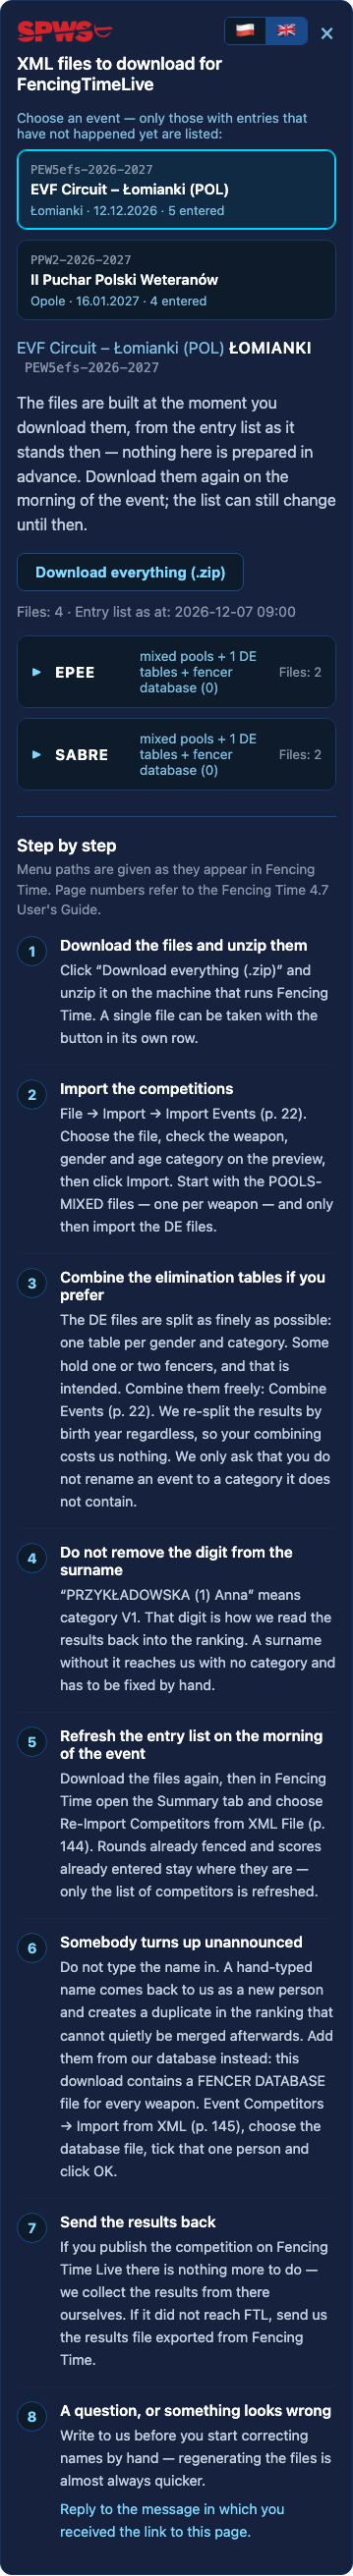 SPWS
×
XML files to download for
FencingTimeLive
Choose an event — only those with entries that
have not happened yet are listed:
PEW5efs-2026-2027
EVF Circuit – Łomianki (POL)
Łomianki · 12.12.2026 · 5 entered
PPW2-2026-2027
II Puchar Polski Weteranów
Opole · 16.01.2027 · 4 entered
EVF Circuit – Łomianki (POL) ŁOMIANKI
PEW5efs-2026-2027
The files are built at the moment you
download them, from the entry list as it
stands then — nothing here is prepared in
advance. Download them again on the
morning of the event; the list can still change
until then.
Download everything (.zip)
Files: 4 · Entry list as at: 2026-12-07 09:00
▶ EPEE mixed pools + 1 DE tables + fencer database (0) Files: 2
▶ SABRE mixed pools + 1 DE tables + fencer database (0) Files: 2
Step by step
Menu paths are given as they appear in Fencing
Time. Page numbers refer to the Fencing Time 4.7
User's Guide.
1 Download the files and unzip them
Click “Download everything (.zip)” and
unzip it on the machine that runs Fencing
Time. A single file can be taken with the
button in its own row.
2 Import the competitions
File → Import → Import Events (p. 22).
Choose the file, check the weapon,
gender and age category on the preview,
then click Import. Start with the POOLS-
MIXED files — one per weapon — and only
then import the DE files.
3 Combine the elimination tables if you
prefer
The DE files are split as finely as possible:
one table per gender and category. Some
hold one or two fencers, and that is
intended. Combine them freely: Combine
Events (p. 22). We re-split the results by
birth year regardless, so your combining
costs us nothing. We only ask that you do
not rename an event to a category it does
not contain.
4 Do not remove the digit from the
surname
“PRZYKŁADOWSKA (1) Anna” means
category V1. That digit is how we read the
results back into the ranking. A surname
without it reaches us with no category and
has to be fixed by hand.
5 Refresh the entry list on the morning
of the event
Download the files again, then in Fencing
Time open the Summary tab and choose
Re-Import Competitors from XML File (p.
144). Rounds already fenced and scores
already entered stay where they are —
only the list of competitors is refreshed.
6 Somebody turns up unannounced
Do not type the name in. A hand-typed
name comes back to us as a new person
and creates a duplicate in the ranking that
cannot quietly be merged afterwards. Add
them from our database instead: this
download contains a FENCER DATABASE
file for every weapon. Event Competitors
→ Import from XML (p. 145), choose the
database file, tick that one person and
click OK.
7 Send the results back
If you publish the competition on Fencing
Time Live there is nothing more to do —
we collect the results from there
ourselves. If it did not reach FTL, send us
the results file exported from Fencing
Time.
8 A question, or something looks wrong
Write to us before you start correcting
names by hand — regenerating the files is
almost always quicker.
Reply to the message in which you
received the link to this page.